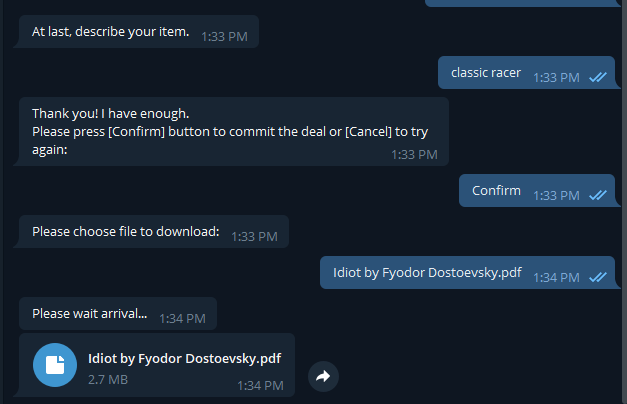 At last, describe your item. 1:33 PM
classic racer 1:33 PM
Thank you! I have enough.
Please press [Confirm] button to commit the deal or [Cancel] to try
again:
1:33 PM
Confirm 1:33 PM
Please choose file to download: 1:33 PM
Idiot by Fyodor Dostoevsky.pdf 1:34 PM
Please wait arrival... 1:34 PM
Idiot by Fyodor Dostoevsky.pdf
2.7 MB
1:34 PM